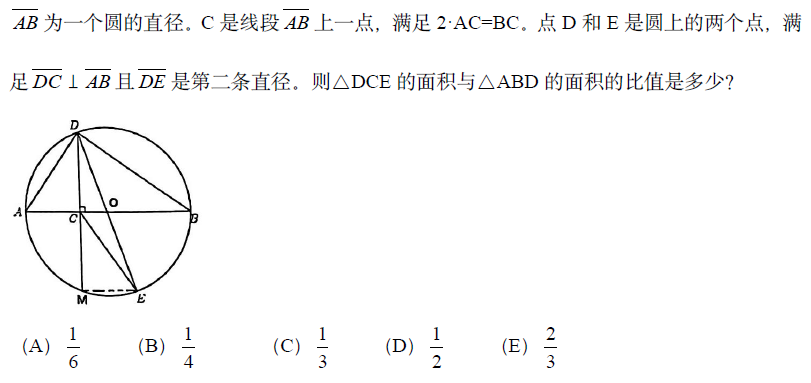 AB 为一个圆的直径。C 是线段 AB 上一点，满足 2·AC=BC。点 D 和 E 是圆上的两个点，满
足 DC ⊥ AB 且 DE 是第二条直径。则△DCE 的面积与△ABD 的面积的比值是多少？
D
A
C
O
B
M
E
(A) 1/6 (B) 1/4 (C) 1/3 (D) 1/2 (E) 2/3